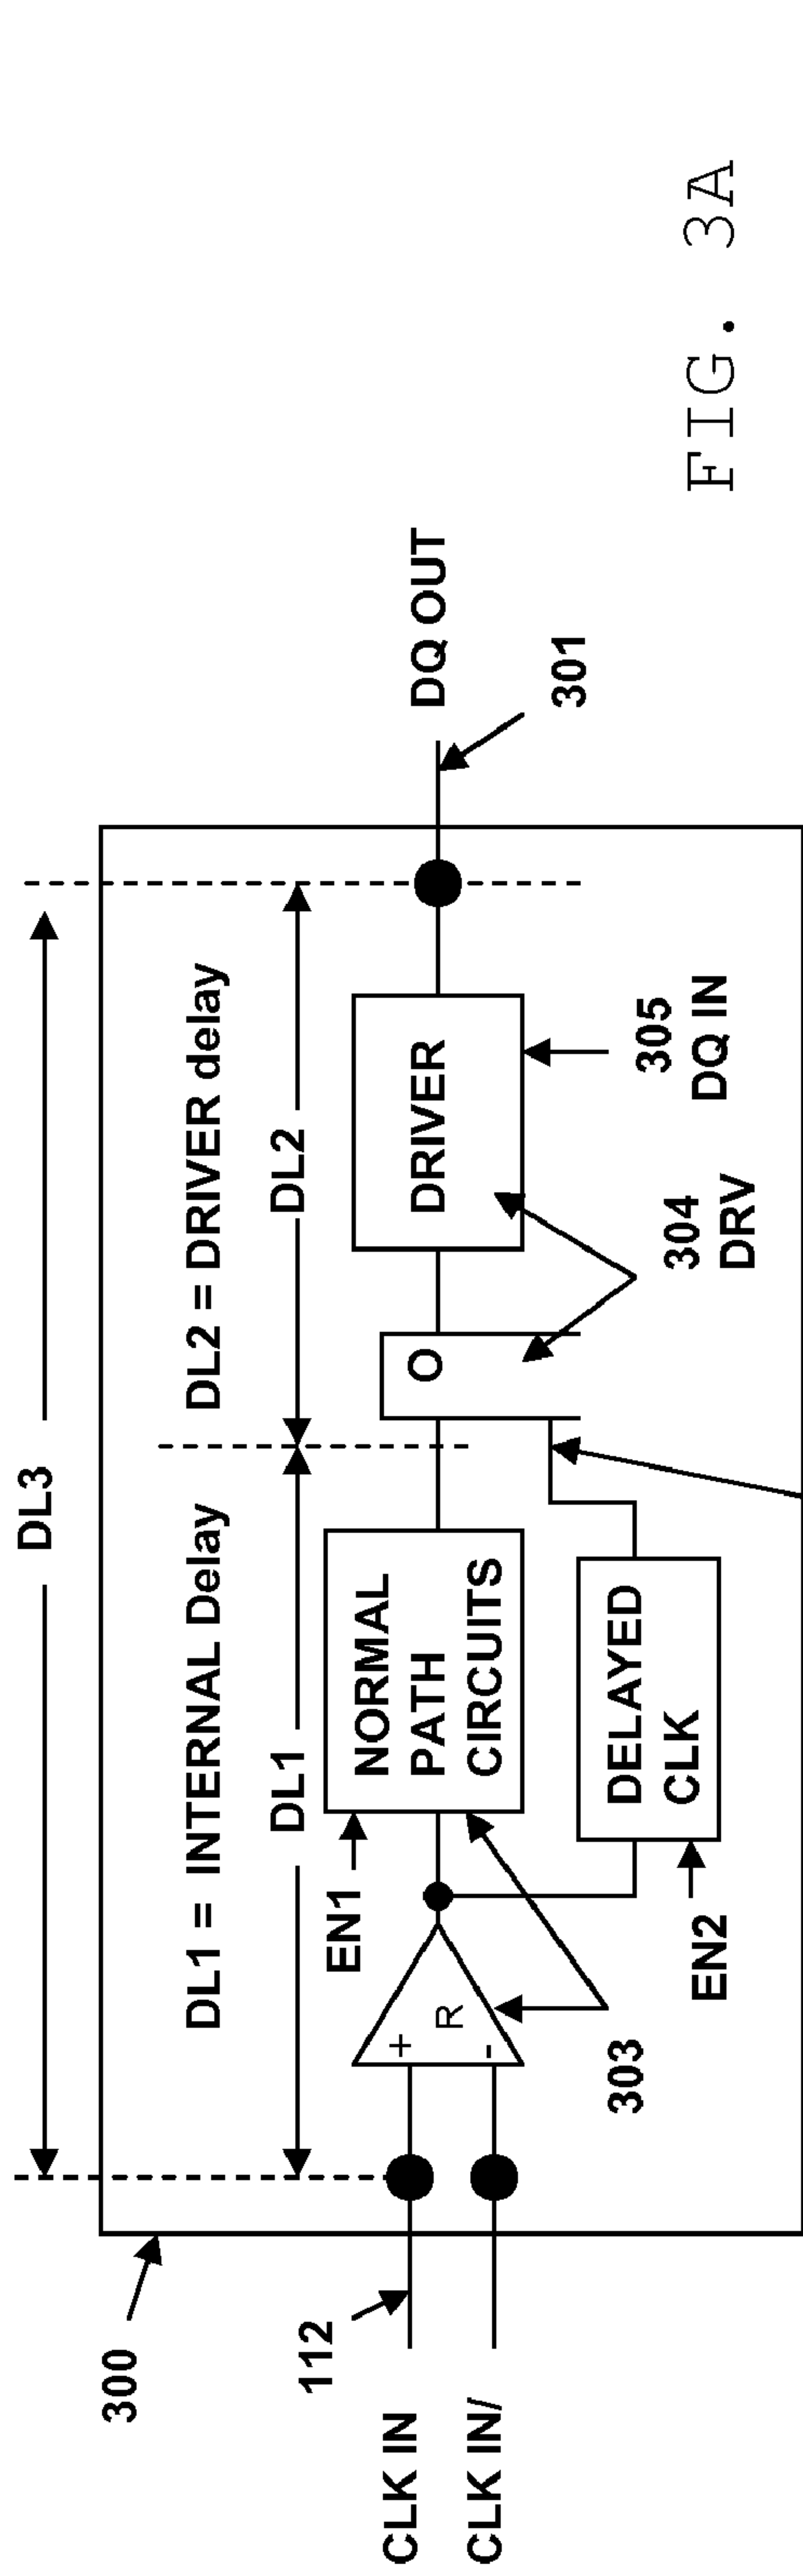 DL3
300
DL1 = INTERNAL Delay
DL2 = DRIVER delay
DL1
DL2
112
EN1
CLK IN
CLK IN/
+
R
-
NORMAL
PATH
CIRCUITS
O
DRIVER
DQ OUT
301
303
EN2
DELAYED
CLK
304
DRV
305
DQ IN
FIG. 3A